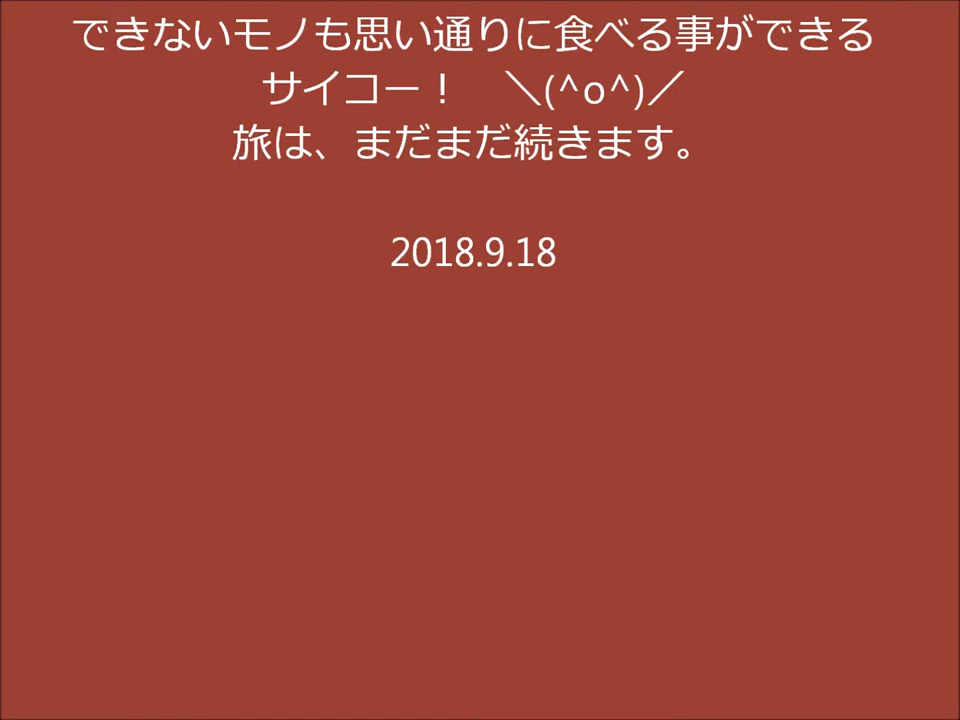 できないモノも思い通りに食べる事ができる
サイコー！　＼(^o^)／
旅は、まだまだ続きます。
2018.9.18